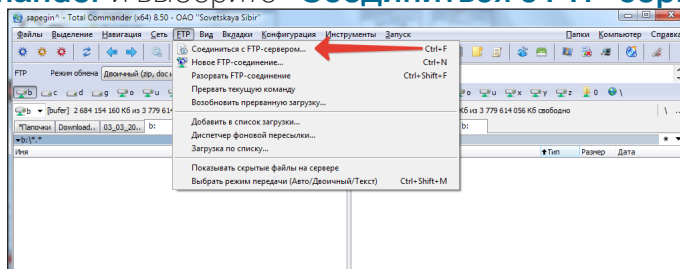 sapegin^ - Total Commander (x64) 8.50 - ОАО "Sovetskaya Sibir"
Файлы Выделение Навигация Сеть FTP Вид Вкладки Конфигурация Инструменты Запуск Папки Компьютер Справка
Соединиться с FTP-сервером... Ctrl+F
FTP Режим обмена Двоичный (zip, doc
Новое FTP-соединение... Ctrl+N
Разорвать FTP-соединение Ctrl+Shift+F
b c d g o u
Прервать текущую команду
o u x y z 0 \
Возобновить прерванную загрузку...
b [bufer] 2 684 154 160 Кб из 3 779 61
Кб из 3 779 614 056 Кб свободно \ ..
Добавить в список загрузки...
"Папочки Download.. 03_03_20.. b:
b:
Диспетчер фоновой пересылки...
b:\*.*
Загрузка по списку...
* ▼
Имя
Тип Размер Дата
Показывать скрытые файлы на сервере
Выбрать режим передачи (Авто/Двоичный/Текст) Ctrl+Shift+M